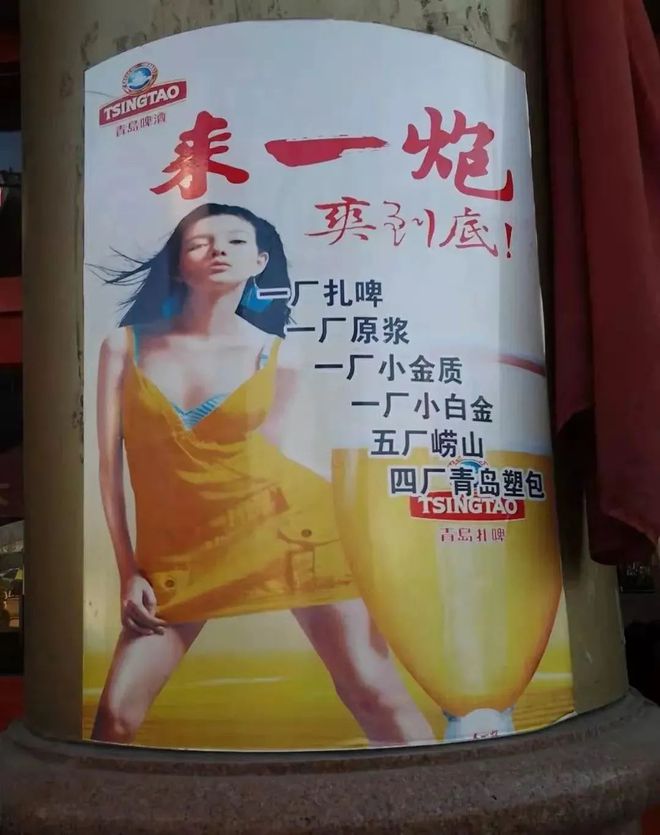 TSINGTAO
青島啤酒
来一炮
爽到底!
一厂扎啤
一厂原浆
一厂小金质
一厂小白金
五厂崂山
四厂青岛塑包
TSINGTAO
青島扎啤